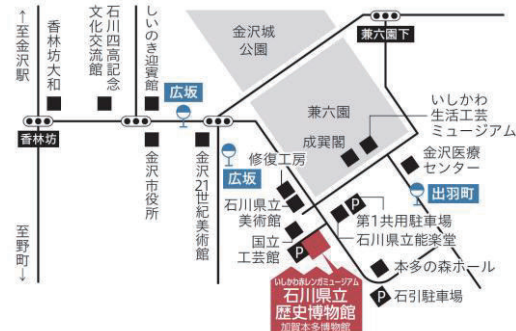 ↑至金沢駅
香林坊大和
石川四高記念
文化交流館
しいのき迎賓館
広坂
金沢城
公園
兼六園下
兼六園
成巽閣
いしかわ
生活工芸
ミュージアム
香林坊
金沢市役所
金沢21世紀美術館
広坂
修復工房
石川県立
美術館
国立
工芸館
P
金沢医療
センター
出羽町
P
第1共用駐車場
石川県立能楽堂
至野町↓
いしかわ赤レンガミュージアム
石川県立
歴史博物館
加賀本多博物館
本多の森ホール
P
石引駐車場